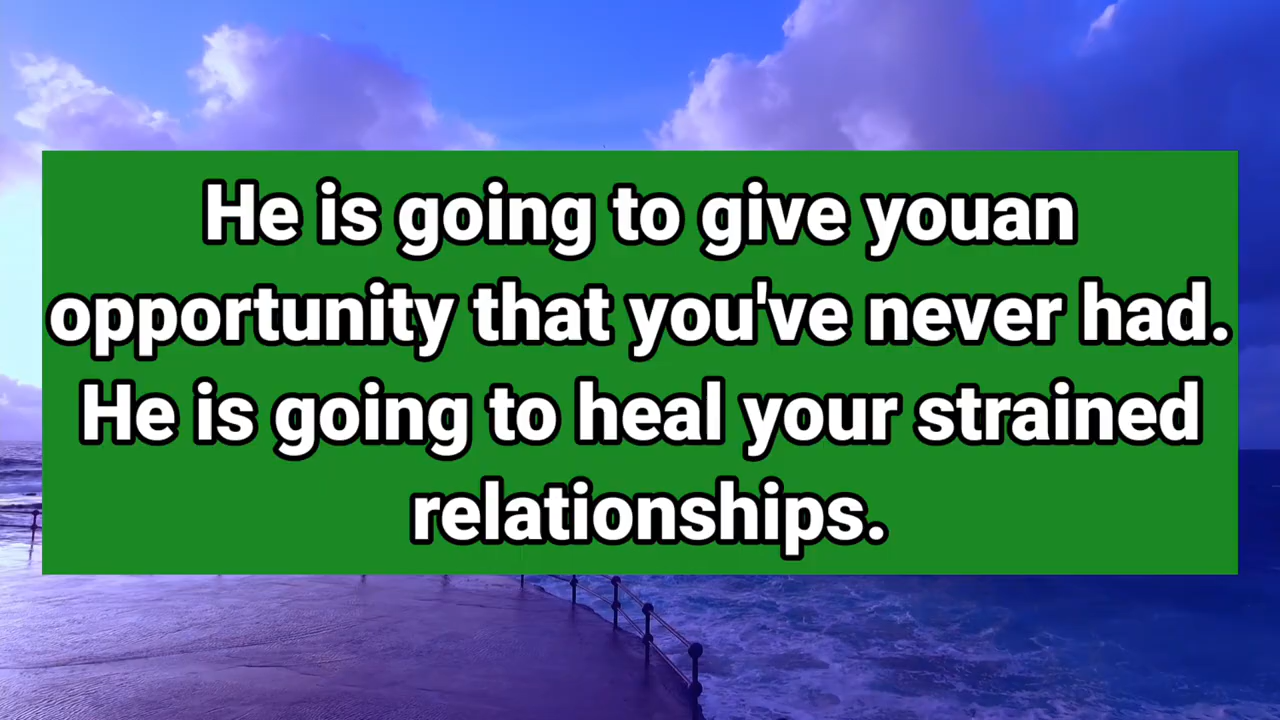 He is going to give youan
opportunity that you've never had.
He is going to heal your strained
relationships.